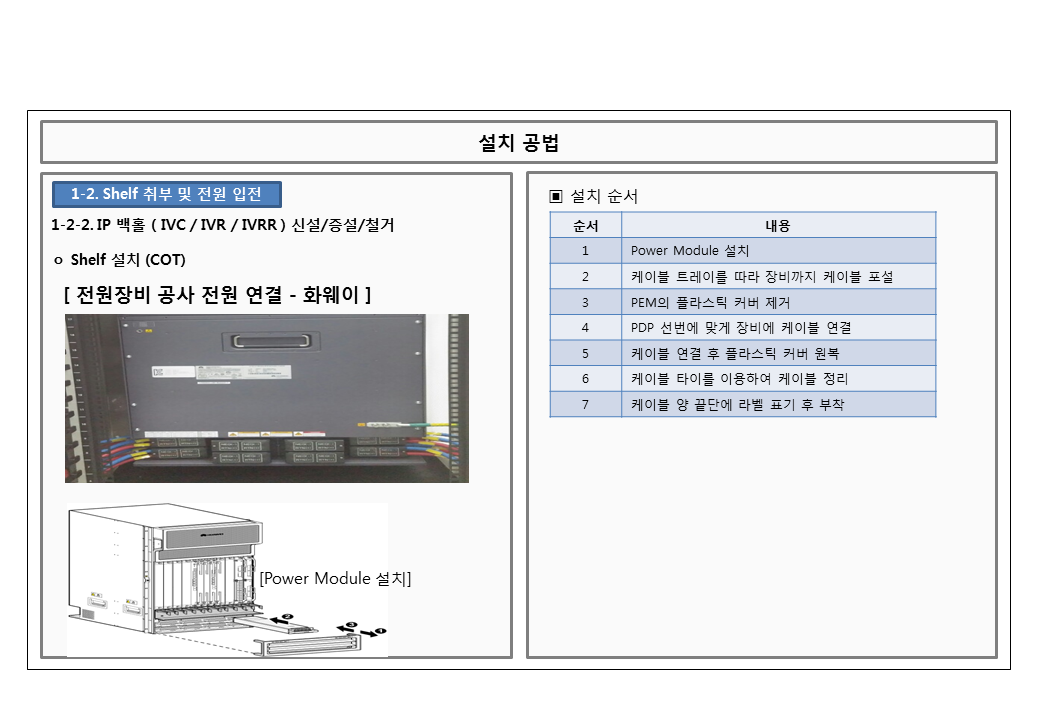 설치 공법
1-2. Shelf 취부 및 전원 입전
1-2-2. IP 백홀 ( IVC / IVR / IVRR ) 신설/증설/철거
ㅇ Shelf 설치 (COT)
[ 전원장비 공사 전원 연결 - 화웨이 ]
[Power Module 설치]
2
3
1
▣ 설치 순서
순서 내용
1 Power Module 설치
2 케이블 트레이를 따라 장비까지 케이블 포설
3 PEM의 플라스틱 커버 제거
4 PDP 선번에 맞게 장비에 케이블 연결
5 케이블 연결 후 플라스틱 커버 원복
6 케이블 타이를 이용하여 케이블 정리
7 케이블 양 끝단에 라벨 표기 후 부착